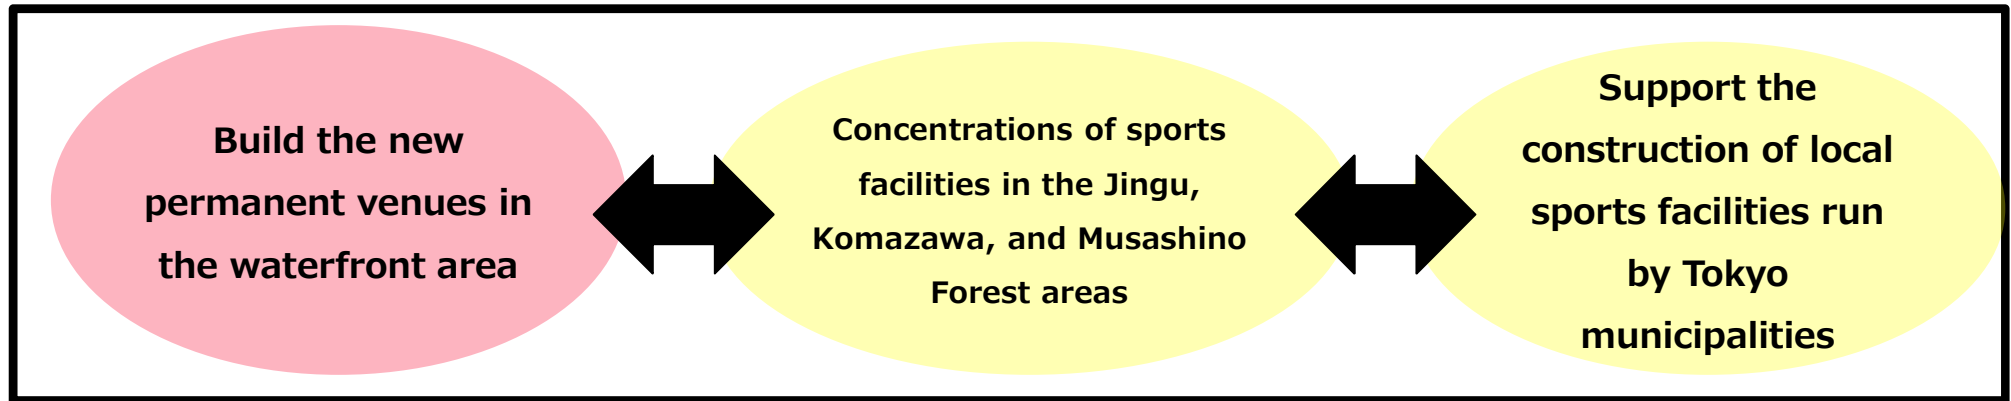 Build the new
permanent venues in
the waterfront area
Concentrations of sports
facilities in the Jingu,
Komazawa, and Musashino
Forest areas
Support the
construction of local
sports facilities run
by Tokyo
municipalities